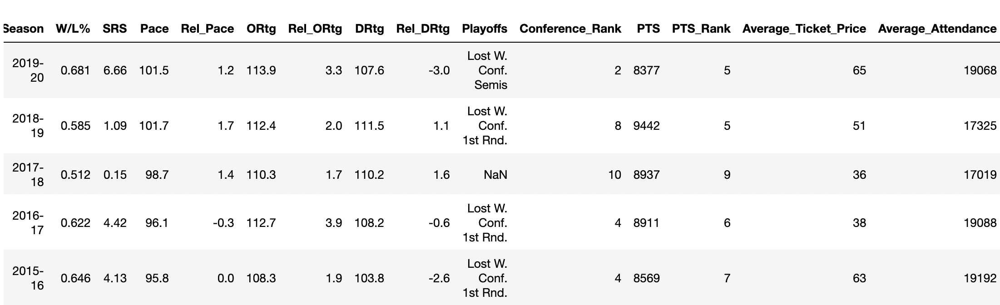 Season W/L% SRS Pace Rel_Pace ORtg Rel_ORtg DRtg Rel_DRtg Playoffs Conference_Rank PTS PTS_Rank Average_Ticket_Price Average_Attendance
2019-20 0.681 6.66 101.5 1.2 113.9 3.3 107.6 -3.0 Lost W. Conf. Semis 2 8377 5 65 19068
2018-19 0.585 1.09 101.7 1.7 112.4 2.0 111.5 1.1 Lost W. Conf. 1st Rnd. 8 9442 5 51 17325
2017-18 0.512 0.15 98.7 1.4 110.3 1.7 110.2 1.6 NaN 10 8937 9 36 17019
2016-17 0.622 4.42 96.1 -0.3 112.7 3.9 108.2 -0.6 Lost W. Conf. 1st Rnd. 4 8911 6 38 19088
2015-16 0.646 4.13 95.8 0.0 108.3 1.9 103.8 -2.6 Lost W. Conf. 1st Rnd. 4 8569 7 63 19192